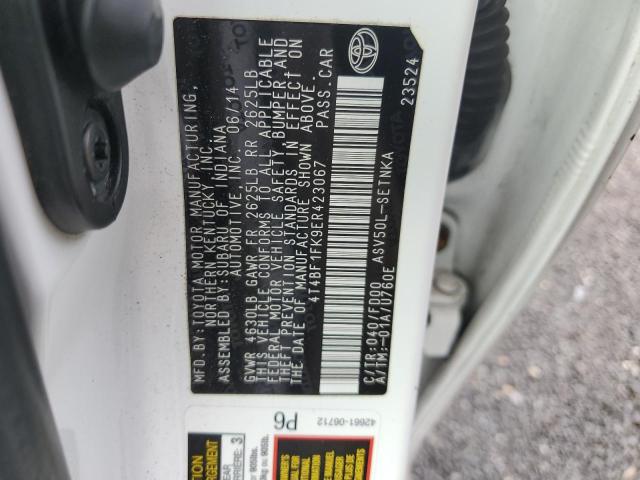 MFD.BY:TOYOTA MOTOR MANUFACTURING,
KENTUCKY, INC.
ASSEMBLED BY: SUBARU OF INDIANA
AUTOMOTIVE, INC. 06/14
GVWR 4630LB GAWR FR 2625LB RR 2625LB
THIS VEHICLE CONFORMS TO ALL APPLICABLE
FEDERAL MOTOR VEHICLE SAFETY, BUMPER AND
THEFT PREVENTION STANDARDS IN EFFECT ON
THE DATE OF MANUFACTURE SHOWN ABOVE.
4T4BF1FK9ER423067 PASS.CAR
C/TR:040/FD00 ASV50L-SETNKA
A/TM:-01A/U760E 23524
P6
42661-06712